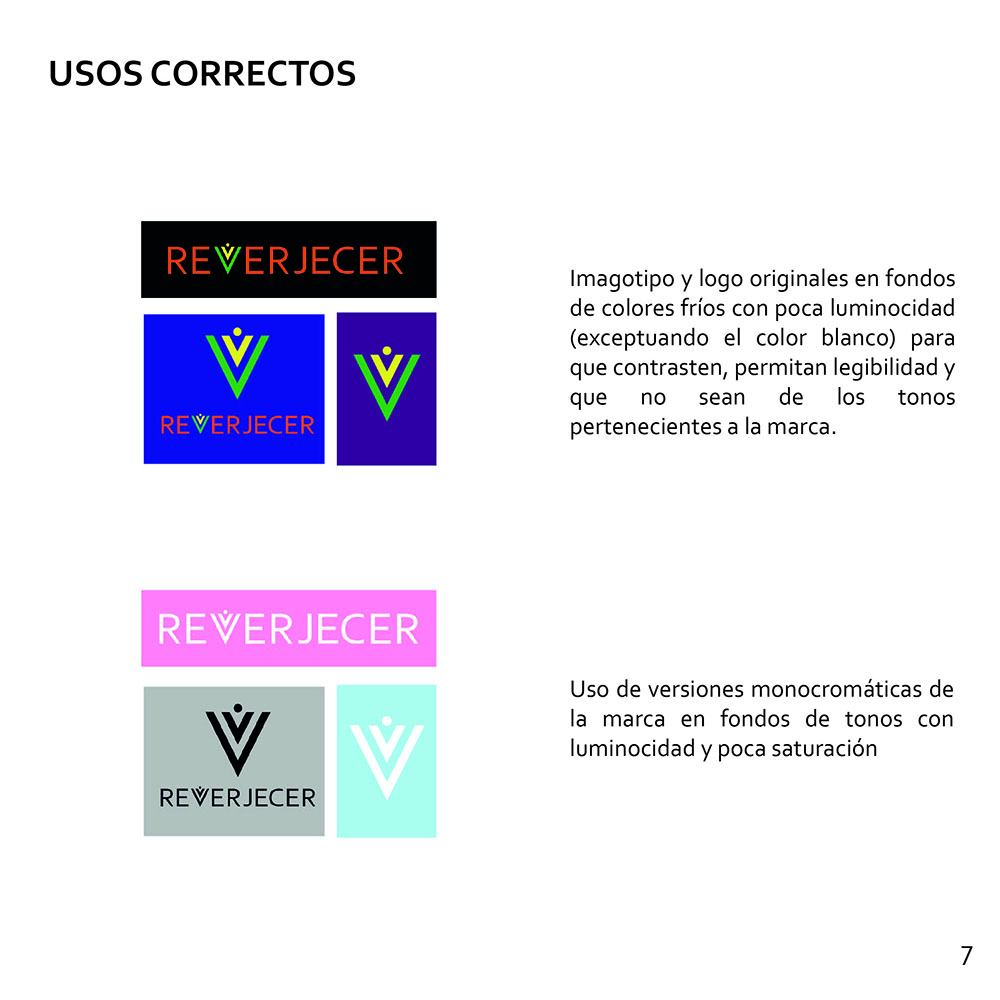 USOS CORRECTOS
REVERJECER
REVERJECER
Imagotipo y logo originales en fondos
de colores fríos con poca luminocidad
(exceptuando el color blanco) para
que contrasten, permitan legibilidad y
que no sean de los tonos
pertenecientes a la marca.
REVERJECER
REVERJECER
Uso de versiones monocromáticas de
la marca en fondos de tonos con
luminocidad y poca saturación
7